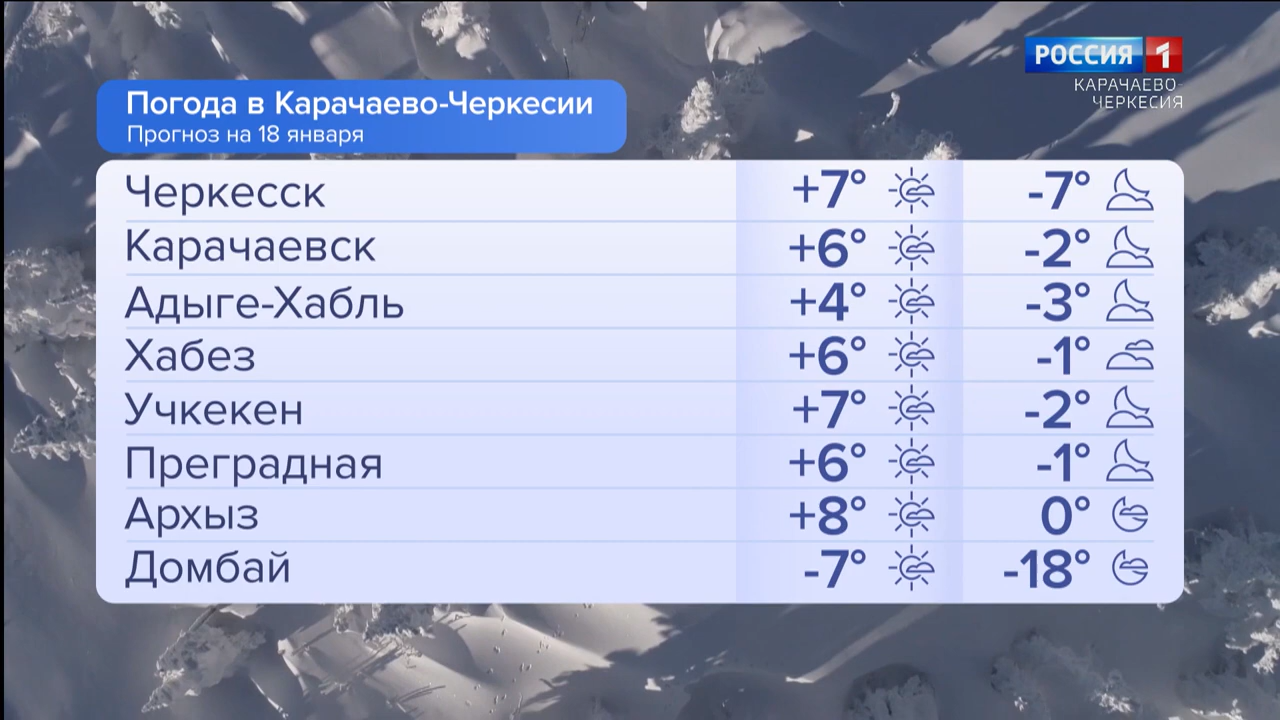 РОССИЯ 1
КАРАЧАЕВО-
ЧЕРКЕСИЯ
Погода в Карачаево-Черкесии
Прогноз на 18 января
Черкесск +7° -7°
Карачаевск +6° -2°
Адыге-Хабль +4° -3°
Хабез +6° -1°
Учкекен +7° -2°
Преградная +6° -1°
Архыз +8° 0°
Домбай -7° -18°